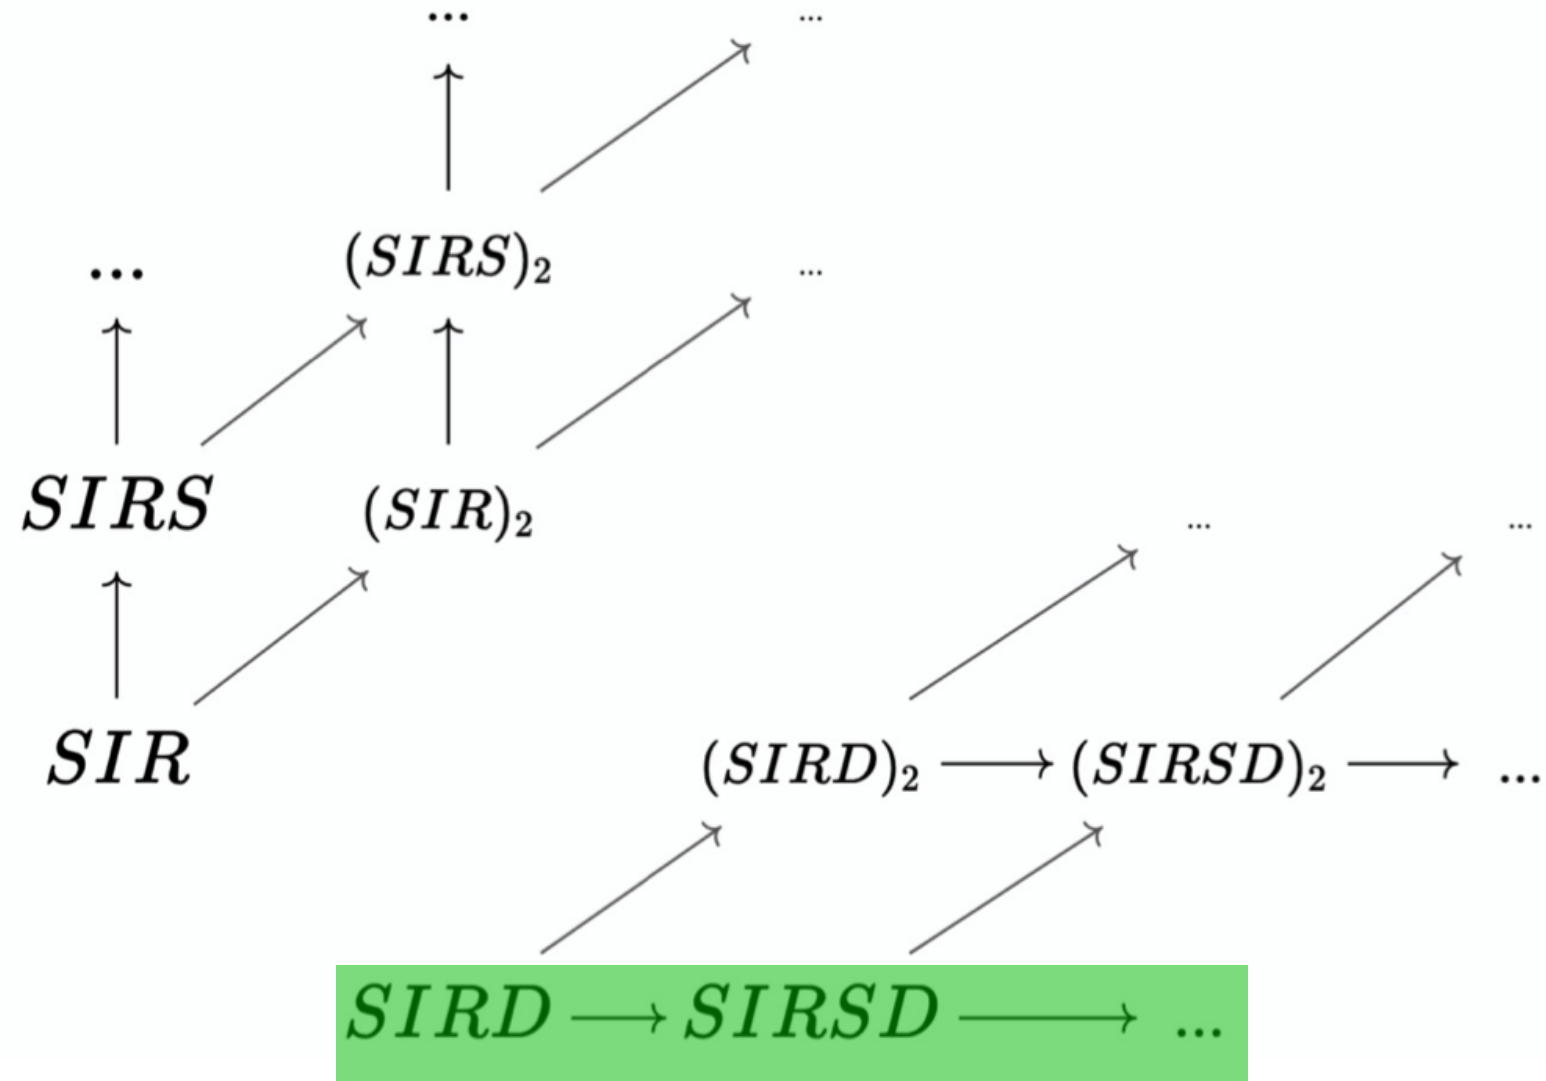 ... ...
... (SIRS)₂ ...
SIRS (SIR)₂ ... ...
SIR (SIRD)₂ (SIRSD)₂ ...
SIRD SIRSD ...